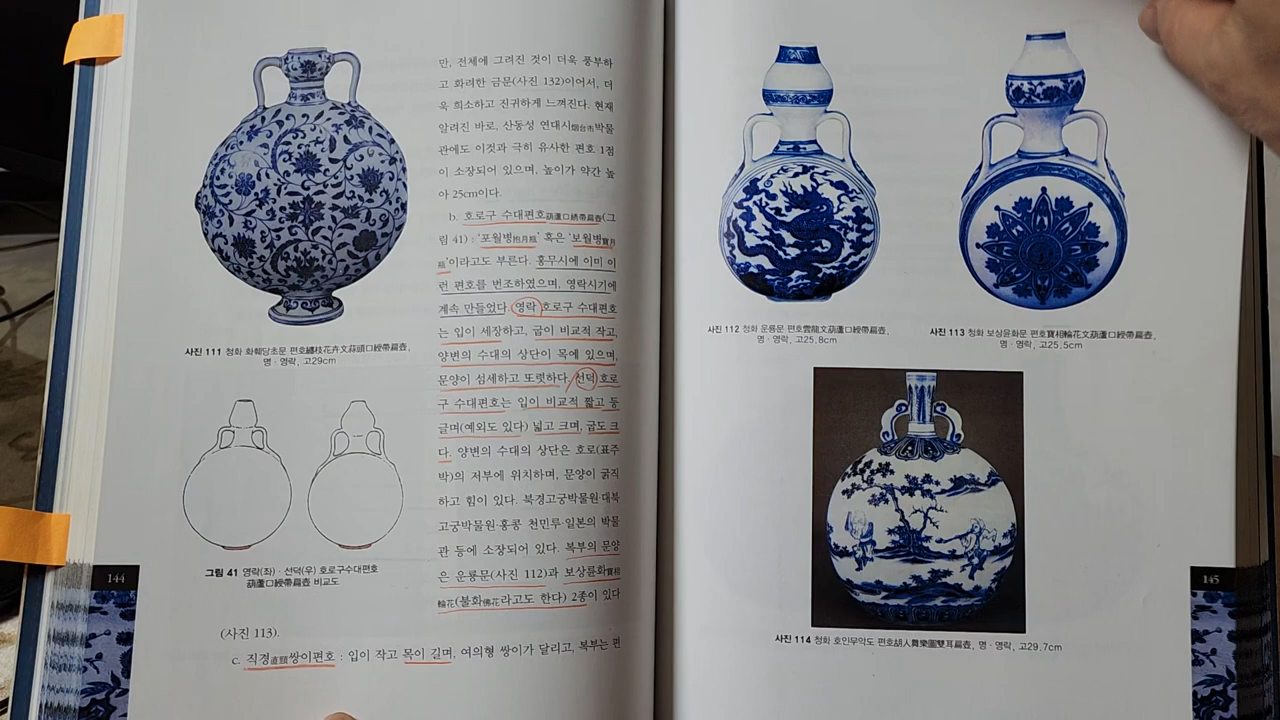 만, 전체에 그려진 것이 더욱 풍부하
고 화려한 금문(사진 132)이어서, 더
욱 희소하고 진귀하게 느껴진다. 현재
알려진 바로, 산동성 연대시烟台市박물
관에도 이것과 극히 유사한 편호 1점
이 소장되어 있으며, 높이가 약간 높
아 25cm이다.
b. 호로구 수대편호葫蘆口綬帶扁壺(그
림 41) : '포월병抱月甁' 혹은 '보월병寶月
甁'이라고도 부른다. 홍무시에 이미 이
런 편호를 번조하였으며, 영락시기에
계속 만들었다. 영락 호로구 수대편호
는 입이 세장하고, 굽이 비교적 작고,
양변의 수대의 상단이 목에 있으며,
문양이 섬세하고 또렷하다. 선덕 호로
구 수대편호는 입이 비교적 짧고 둥
글며(예외도 있다) 넓고 크며, 굽도 크
다. 양변의 수대의 상단은 호로(표주
박)의 저부에 위치하며, 문양이 굵직
하고 힘이 있다. 북경고궁박물원·대북
고궁박물원·홍콩 천민루·일본의 박물
관 등에 소장되어 있다. 복부의 문양
은 운룡문(사진 112)과 보상륜화寶相
輪花(불화佛花라고도 한다) 2종이 있다
(사진 113).
c. 직경直頸쌍이편호 : 입이 작고 목이 길며, 여의형 쌍이가 달리고, 복부는 편
사진 111 청화 화훼당초문 편호纏枝花卉文蒜頭口綬帶扁壺,
명 · 영락, 고29cm
그림 41 영락(좌) · 선덕(우) 호로구수대편호
葫蘆口綬帶扁壺 비교도
144
사진 112 청화 운룡문 편호雲龍文葫蘆口綬帶扁壺,
명 · 영락, 고25.8cm
사진 113 청화 보상윤화문 편호寶相輪花文葫蘆口綬帶扁壺,
명 · 영락, 고25.5cm
사진 114 청화 호인무악도 편호胡人舞樂圖雙耳扁壺, 명 · 영락, 고29.7cm
145